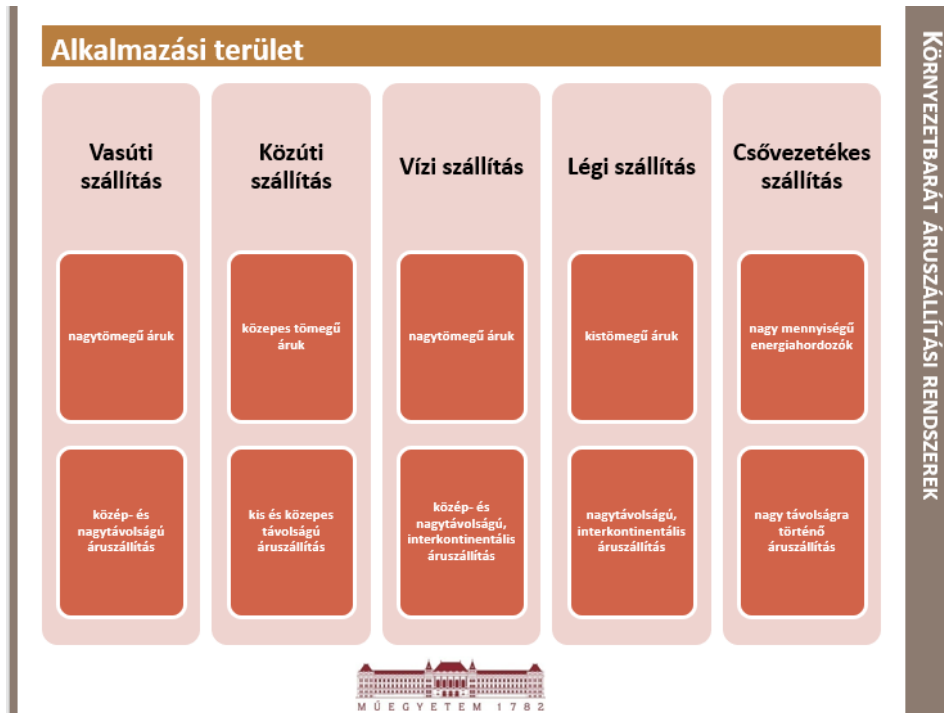 Alkalmazási terület
Vasúti
szállítás
nagytömegű áruk
közép- és
nagytávolságú
áruszállítás
Közúti
szállítás
közepes tömegű
áruk
kis és közepes
távolságú
áruszállítás
Vízi szállítás
nagytömegű áruk
közép- és
nagytávolságú,
interkontinentális
áruszállítás
Légi szállítás
kistömegű áruk
nagytávolságú,
interkontinentális
áruszállítás
Csővezetékes
szállítás
nagy mennyiségű
energiahordozók
nagy távolságra
történő
áruszállítás
KÖRNYEZETBARÁT ÁRUSZÁLLÍTÁSI RENDSZEREK
MŰEGYETEM 1782